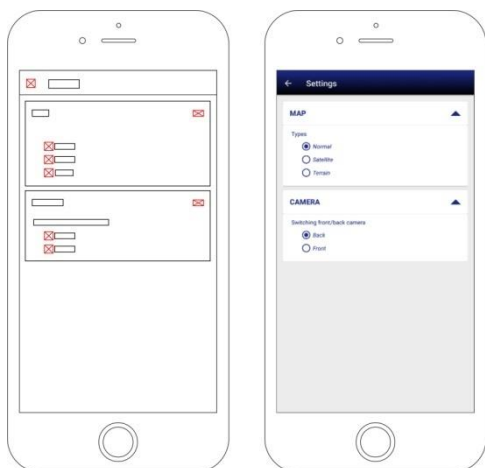 Settings
MAP
Types
Normal
Satellite
Terrain
CAMERA
Switching front/back camera
Back
Front